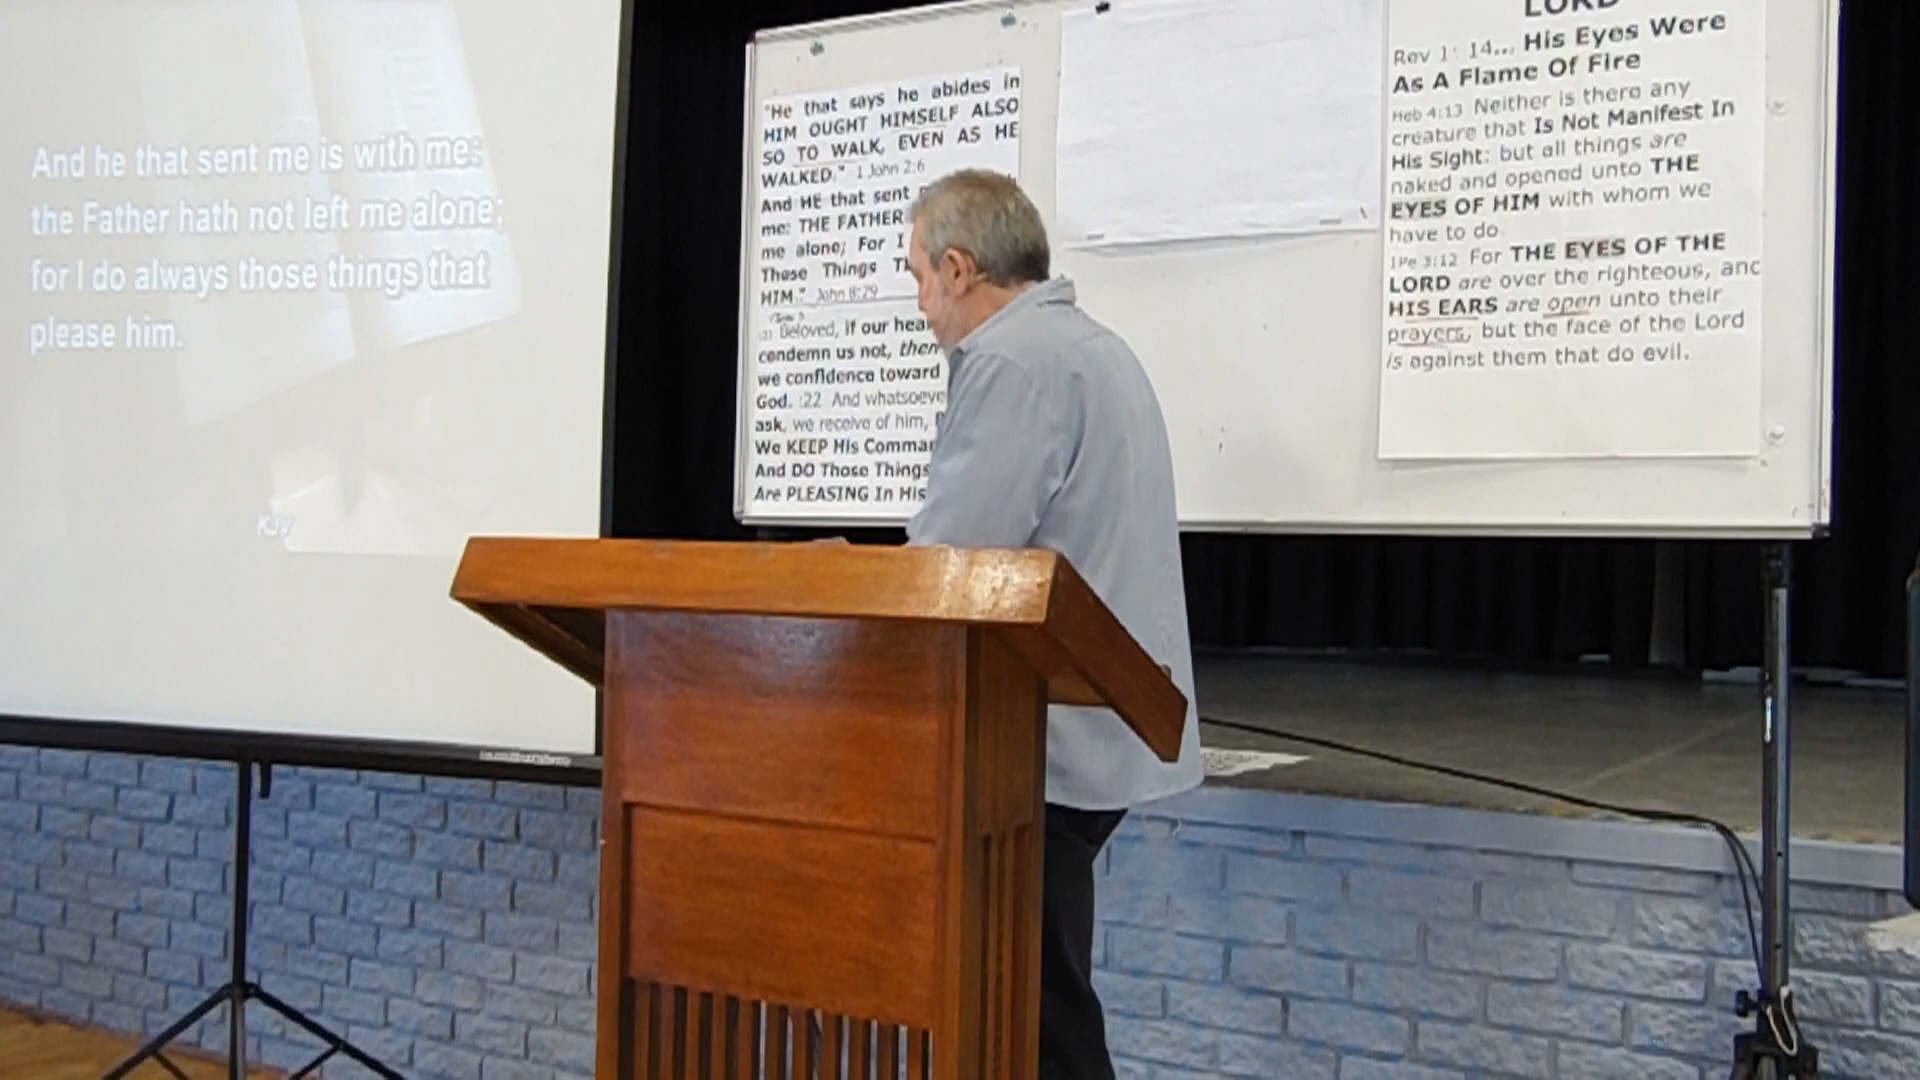 And he that sent me is with me:
the Father hath not left me alone;
for I do always those things that
please him.
KJV
"He that says he abides in
HIM OUGHT HIMSELF ALSO
SO TO WALK, EVEN AS HE
WALKED." 1 John 2:6
And HE that sent
me: THE FATHER
me alone; For I
These Things
HIM." John 8:29
:21 Beloved, if our
condemn us not, then
we confidence toward
God. :22 And
ask, we receive of him,
We KEEP His
And DO Those Things
Are PLEASING In His
LORD
Rev 1: 14... His Eyes Were
As A Flame Of Fire
Heb 4:13 Neither is there any
creature that Is Not Manifest In
His Sight: but all things are
naked and opened unto THE
EYES OF HIM with whom we
have to do.
1Pe 3:12 For THE EYES OF THE
LORD are over the righteous, and
HIS EARS are open unto their
prayers, but the face of the Lord
is against them that do evil.